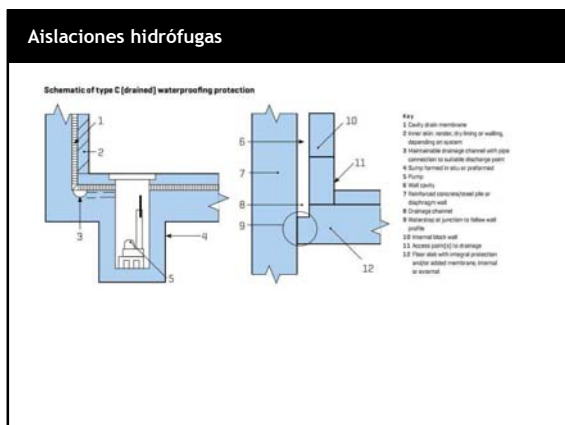 Aislaciones hidrófugas
Schematic of type C (drained) waterproofing protection
1
2
3
4
5
6
7
8
9
10
11
12
Key
1 Cavity drain membrane
2 Inner skin: render, dry lining or walling,
depending on system
3 Maintainable drainage channel with pipe
connection to suitable discharge point
4 Sump formed in situ or preformed
5 Pump
6 Wall cavity
7 Reinforced concrete/steel pile or
diaphragm wall
8 Drainage channel
9 Waterstop at junction to follow wall
profile
10 Internal block wall
11 Access point(s) to drainage
12 Floor slab with integral protection
and/or added membrane, internal
or external